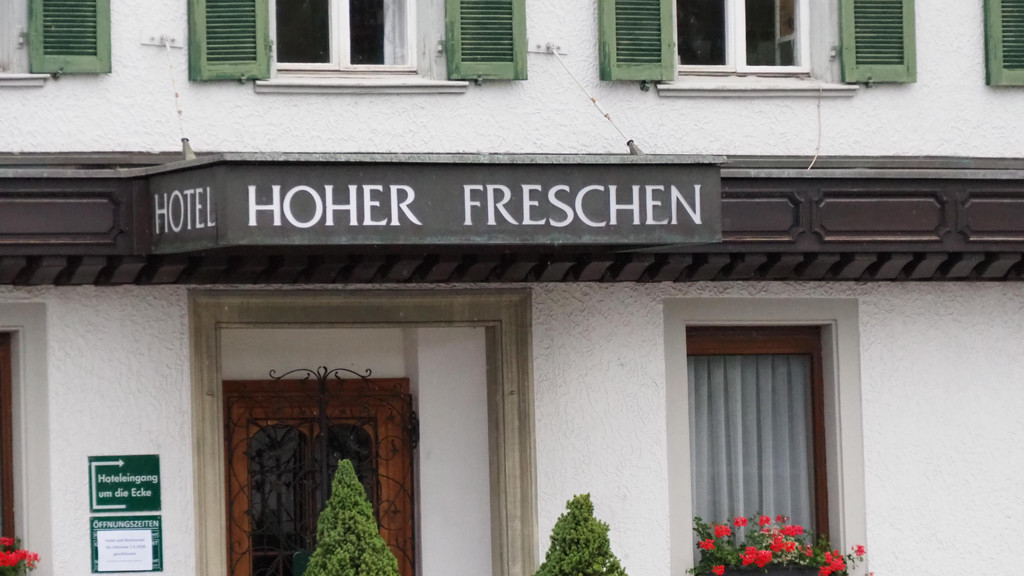 HOTEL HOHER FRESCHEN
Hoteleingang
um die Ecke
ÖFFNUNGSZEITEN